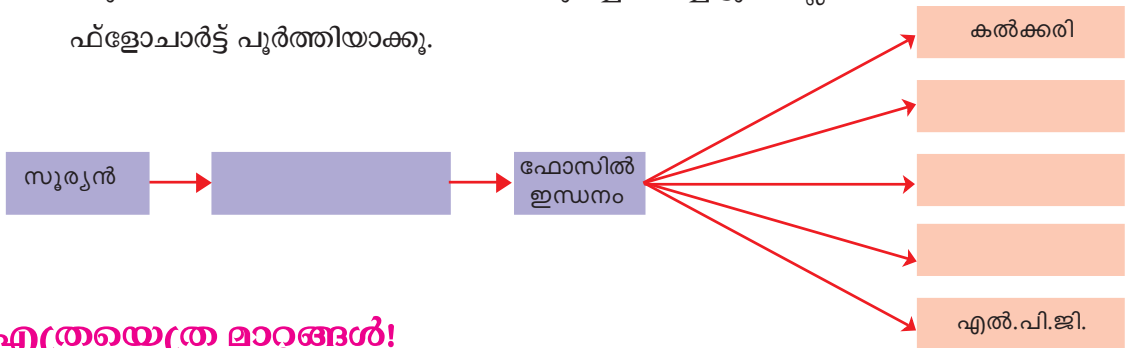 ഫ്ളോചാർട്ട് പൂർത്തിയാക്കൂ.
കൽക്കരി
സൂര്യൻ
ഫോസിൽ
ഇന്ധനം
എൽ.പി.ജി.
എത്രയെത്ര മാറ്റങ്ങൾ!